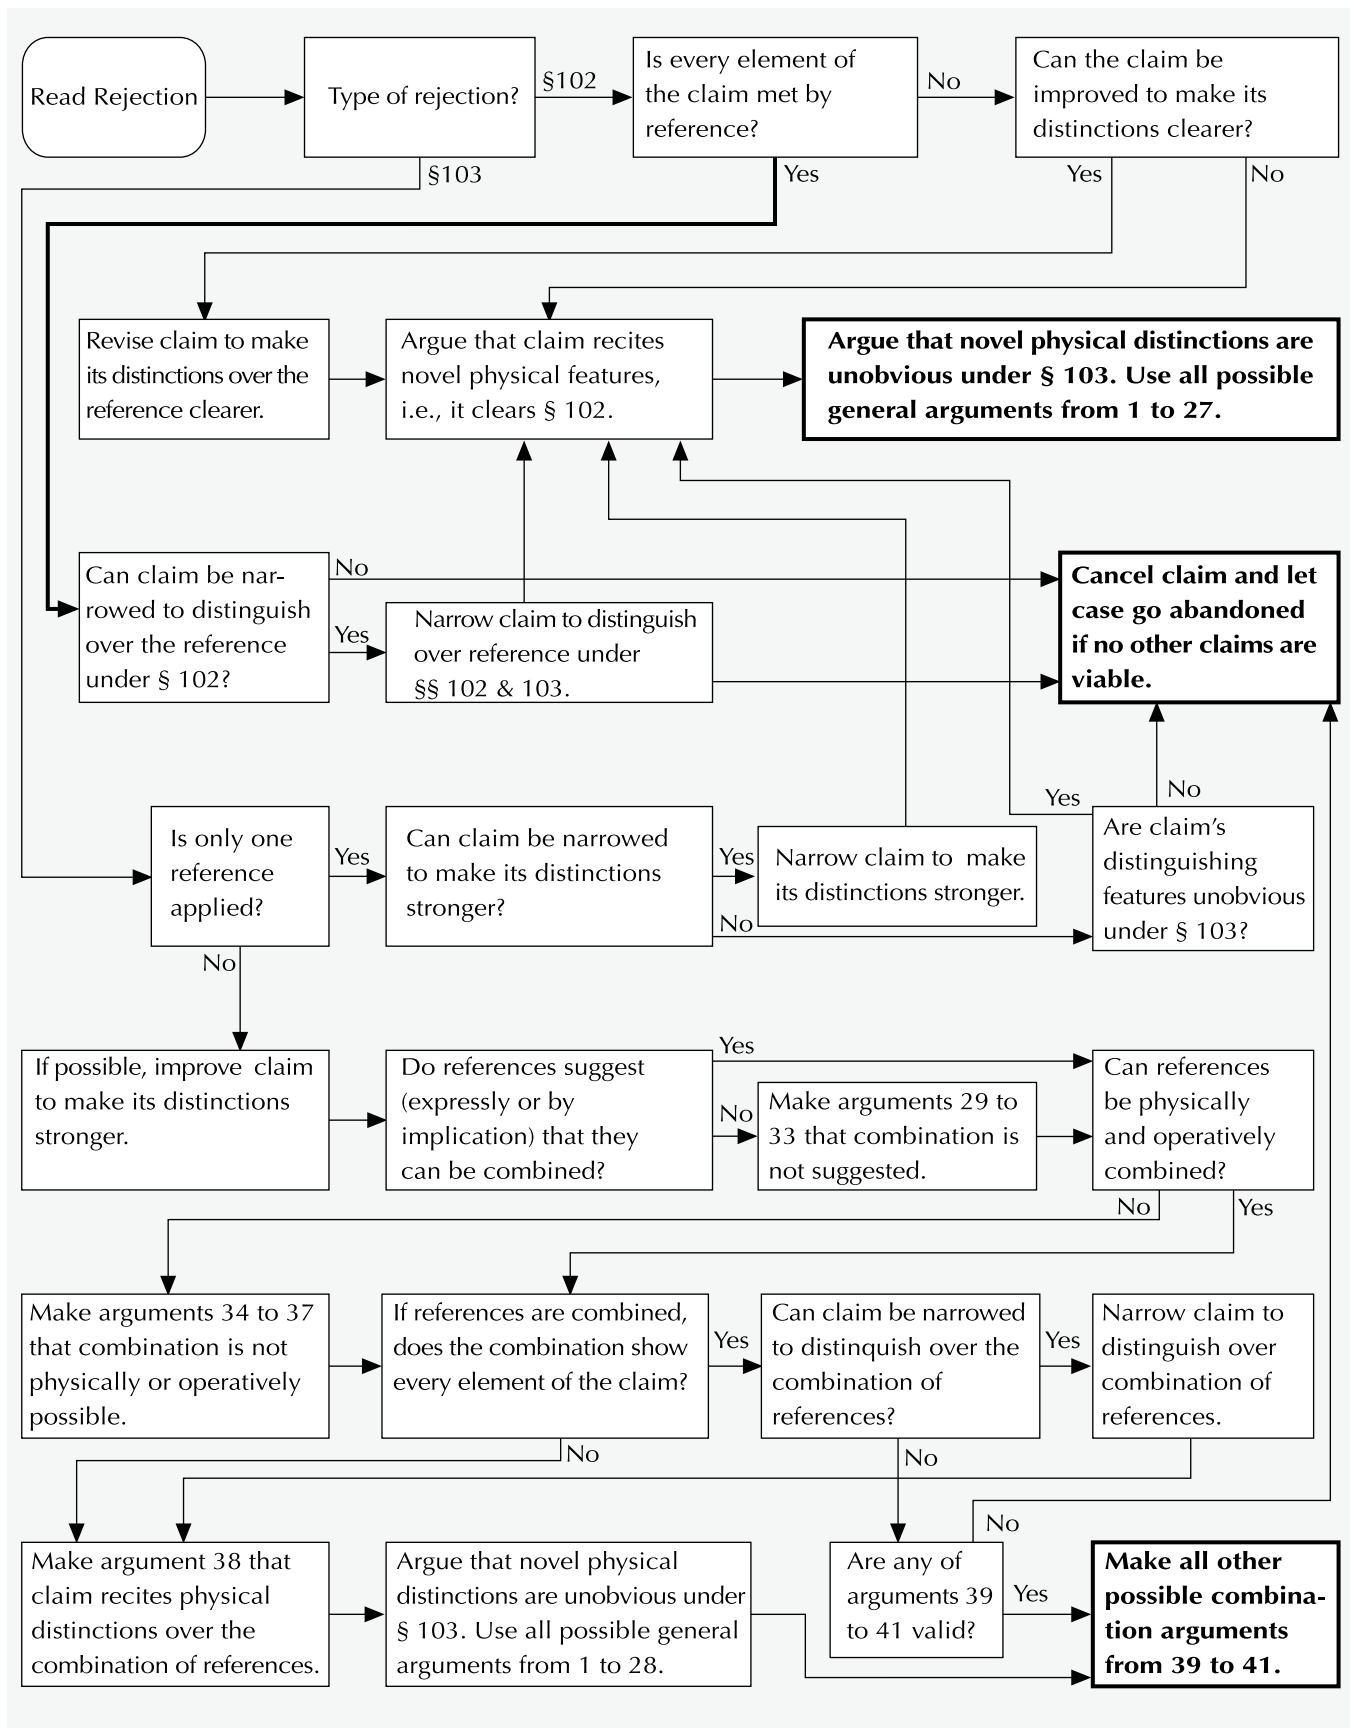 Read Rejection
Type of rejection?
§102
Is every element of
the claim met by
reference?
No
Can the claim be
improved to make its
distinctions clearer?
§103
Yes
Yes
No
Revise claim to make
its distinctions over the
reference clearer.
Argue that claim recites
novel physical features,
i.e., it clears § 102.
Argue that novel physical distinctions are
unobvious under § 103. Use all possible
general arguments from 1 to 27.
Can claim be nar-
rowed to distinguish
over the reference
under § 102?
No
Yes
Narrow claim to distinguish
over reference under
§§ 102 & 103.
Cancel claim and let
case go abandoned
if no other claims are
viable.
Is only one
reference
applied?
Yes
Can claim be narrowed
to make its distinctions
stronger?
Yes
No
Narrow claim to make
its distinctions stronger.
Yes
No
Are claim’s
distinguishing
features unobvious
under § 103?
No
If possible, improve claim
to make its distinctions
stronger.
Do references suggest
(expressly or by
implication) that they
can be combined?
Yes
No
Make arguments 29 to
33 that combination is
not suggested.
Can references
be physically
and operatively
combined?
No
Yes
Make arguments 34 to 37
that combination is not
physically or operatively
possible.
If references are combined,
does the combination show
every element of the claim?
Yes
Can claim be narrowed
to distinquish over the
combination of
references?
Yes
Narrow claim to
distinguish over
combination of
references.
No
No
Make argument 38 that
claim recites physical
distinctions over the
combination of references.
Argue that novel physical
distinctions are unobvious under
§ 103. Use all possible general
arguments from 1 to 28.
No
Are any of
arguments 39
to 41 valid?
Yes
Make all other
possible combina-
tion arguments
from 39 to 41.